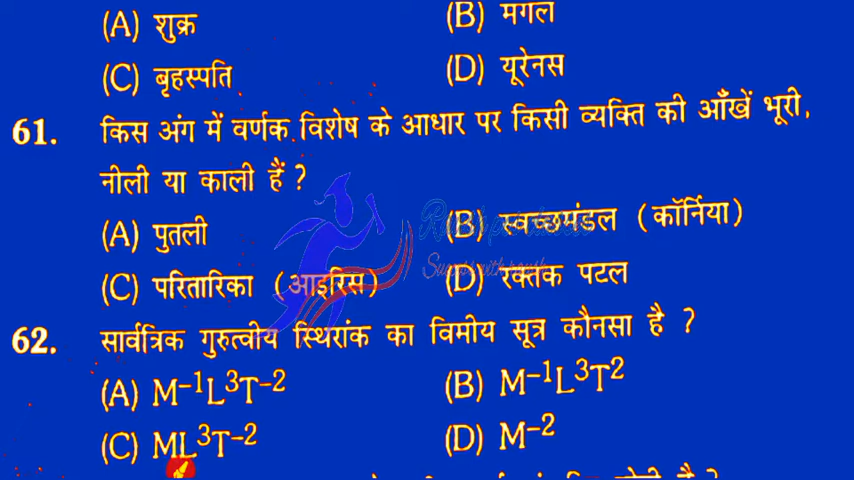 (A) शुक्र (B) मगल
(C) बृहस्पति (D) यूरेनस
61. किस अंग में वर्णक विशेष के आधार पर किसी व्यक्ति की आँखें भूरी,
नीली या काली हैं ?
(A) पुतली (B) स्वच्छमंडल (कॉर्निया)
(C) परितारिका (आइरिस) (D) रक्तक पटल
62. सार्वत्रिक गुरुत्वीय स्थिरांक का विमीय सूत्र कौनसा है ?
(A) M⁻¹L³T⁻² (B) M⁻¹L³T²
(C) ML³T⁻² (D) M⁻²